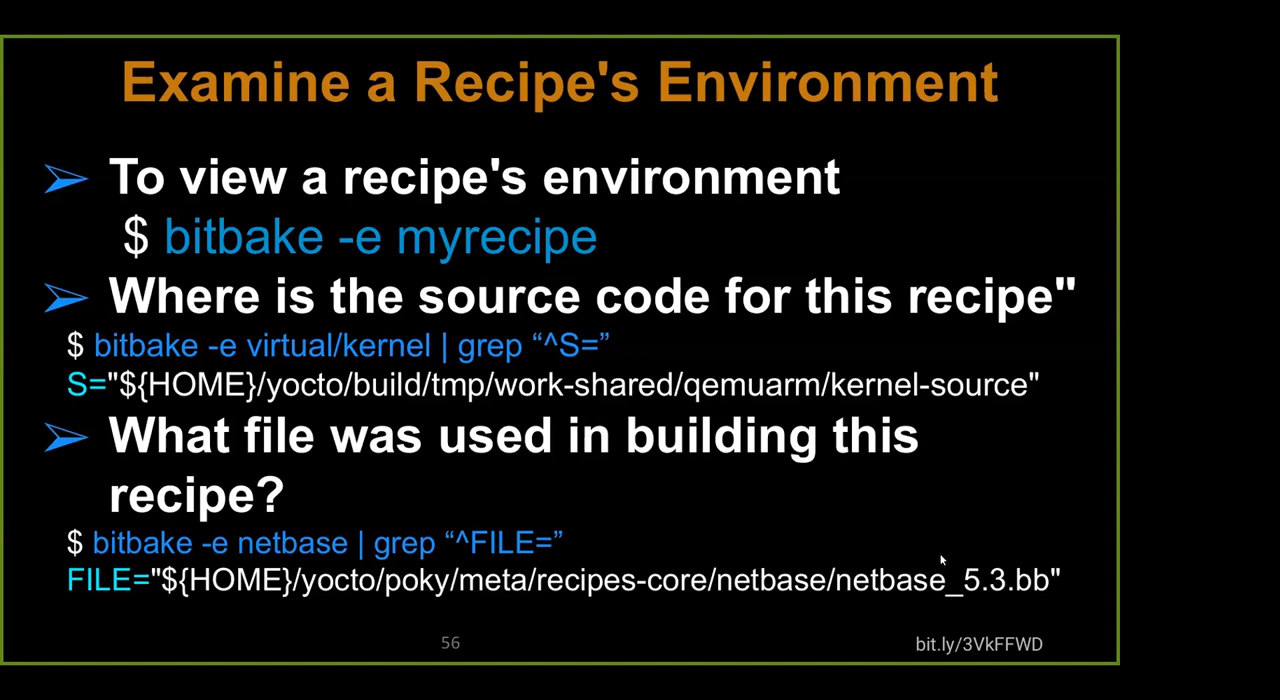 Examine a Recipe's Environment
➢ To view a recipe's environment
$ bitbake -e myrecipe
➢ Where is the source code for this recipe"
$ bitbake -e virtual/kernel | grep “^S=”
S="${HOME}/yocto/build/tmp/work-shared/qemuarm/kernel-source"
➢ What file was used in building this
recipe?
$ bitbake -e netbase | grep “^FILE=”
FILE="${HOME}/yocto/poky/meta/recipes-core/netbase/netbase_5.3.bb"
56
bit.ly/3VkFFWD